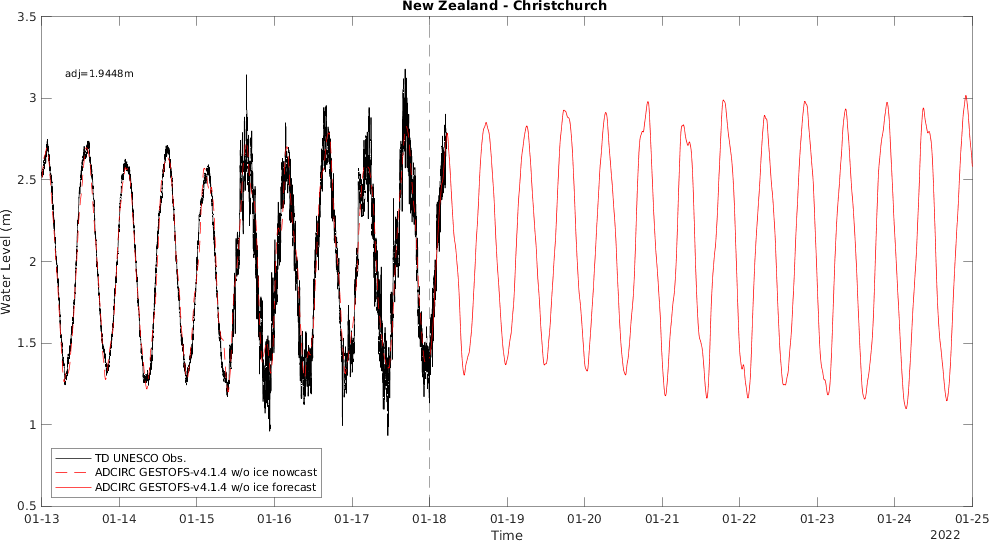 New Zealand - Christchurch
adj=1.9448m
Water Level (m)
3.5
3
2.5
2
1.5
1
0.5
TD UNESCO Obs.
ADCIRC GESTOFS-v4.1.4 w/o ice nowcast
ADCIRC GESTOFS-v4.1.4 w/o ice forecast
01-13 01-14 01-15 01-16 01-17 01-18 01-19 01-20 01-21 01-22 01-23 01-24 01-25
Time
2022